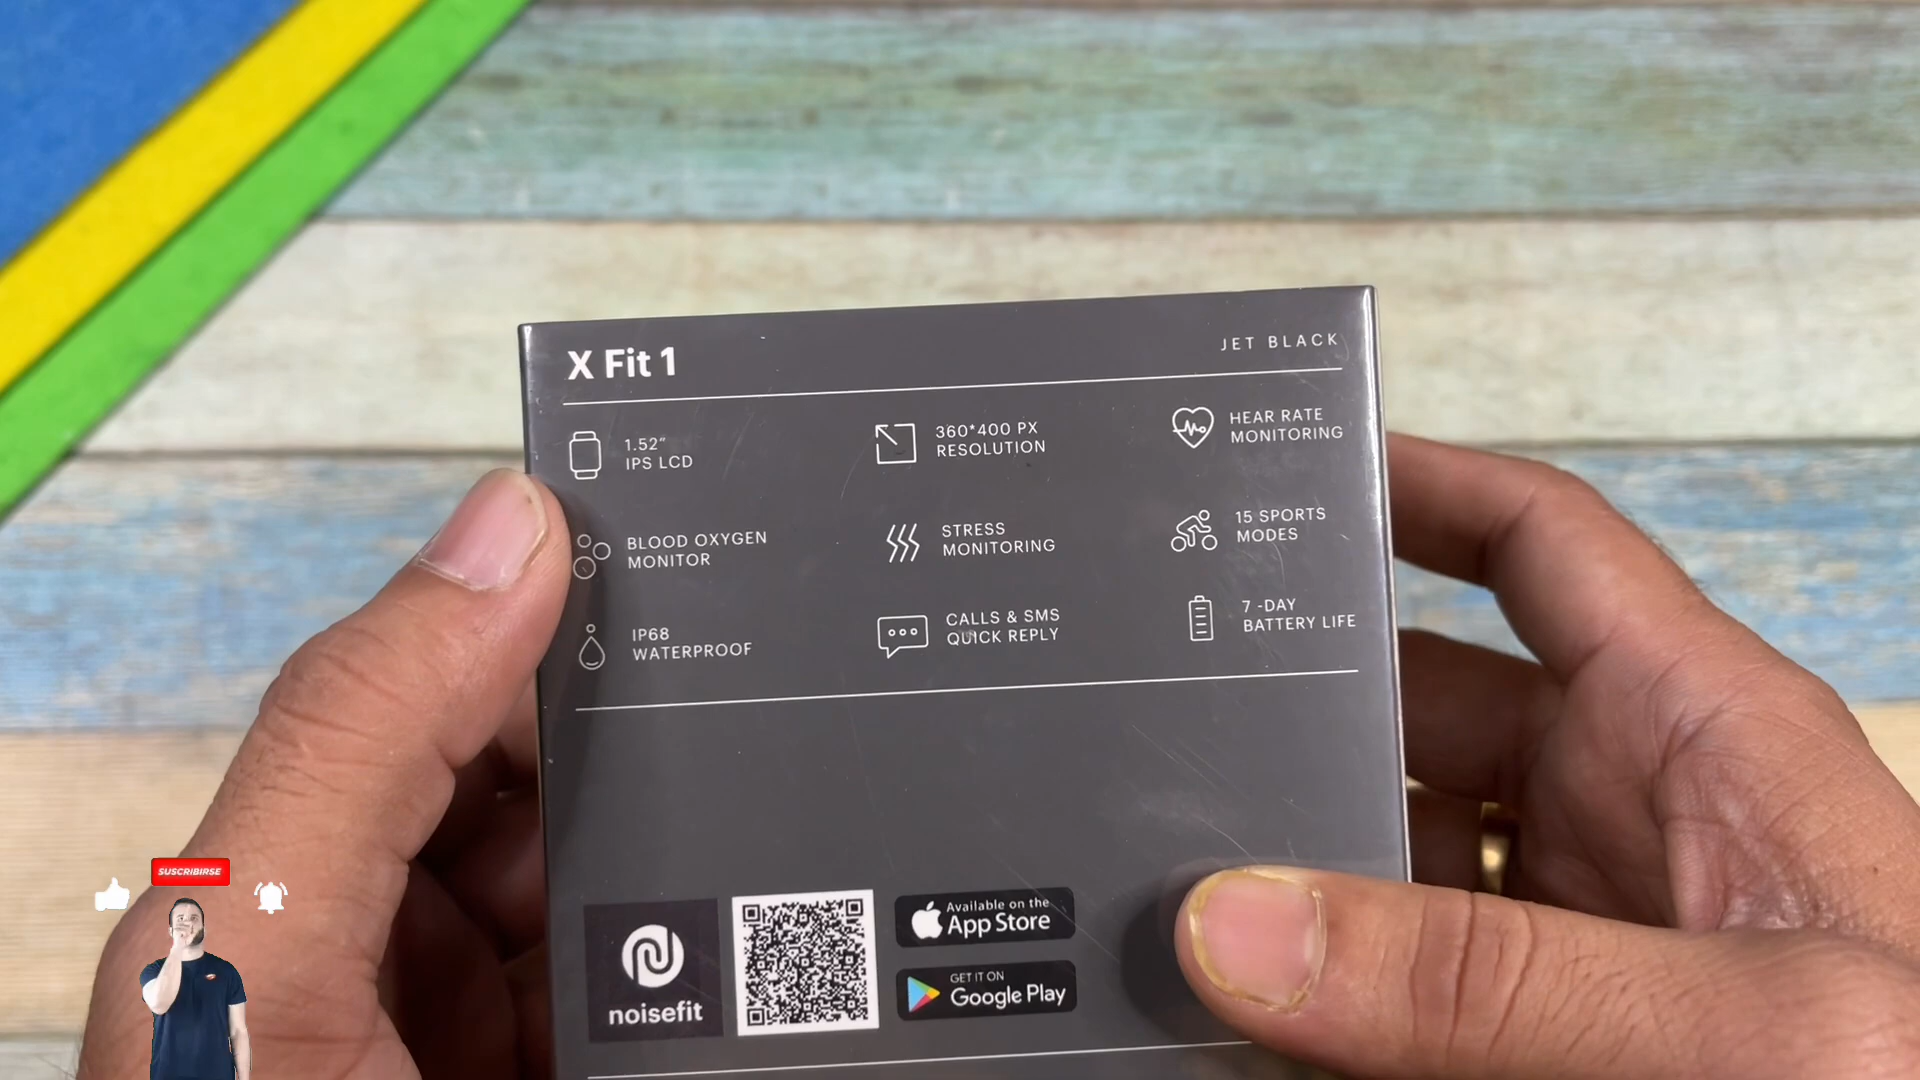 X Fit 1
JET BLACK
1.52"
IPS LCD
360*400 PX
RESOLUTION
HEAR RATE
MONITORING
BLOOD OXYGEN
MONITOR
STRESS
MONITORING
15 SPORTS
MODES
IP68
WATERPROOF
CALLS & SMS
QUICK REPLY
7 -DAY
BATTERY LIFE
noisefit
Available on the
App Store
GET IT ON
Google Play
SUSCRIBIRSE